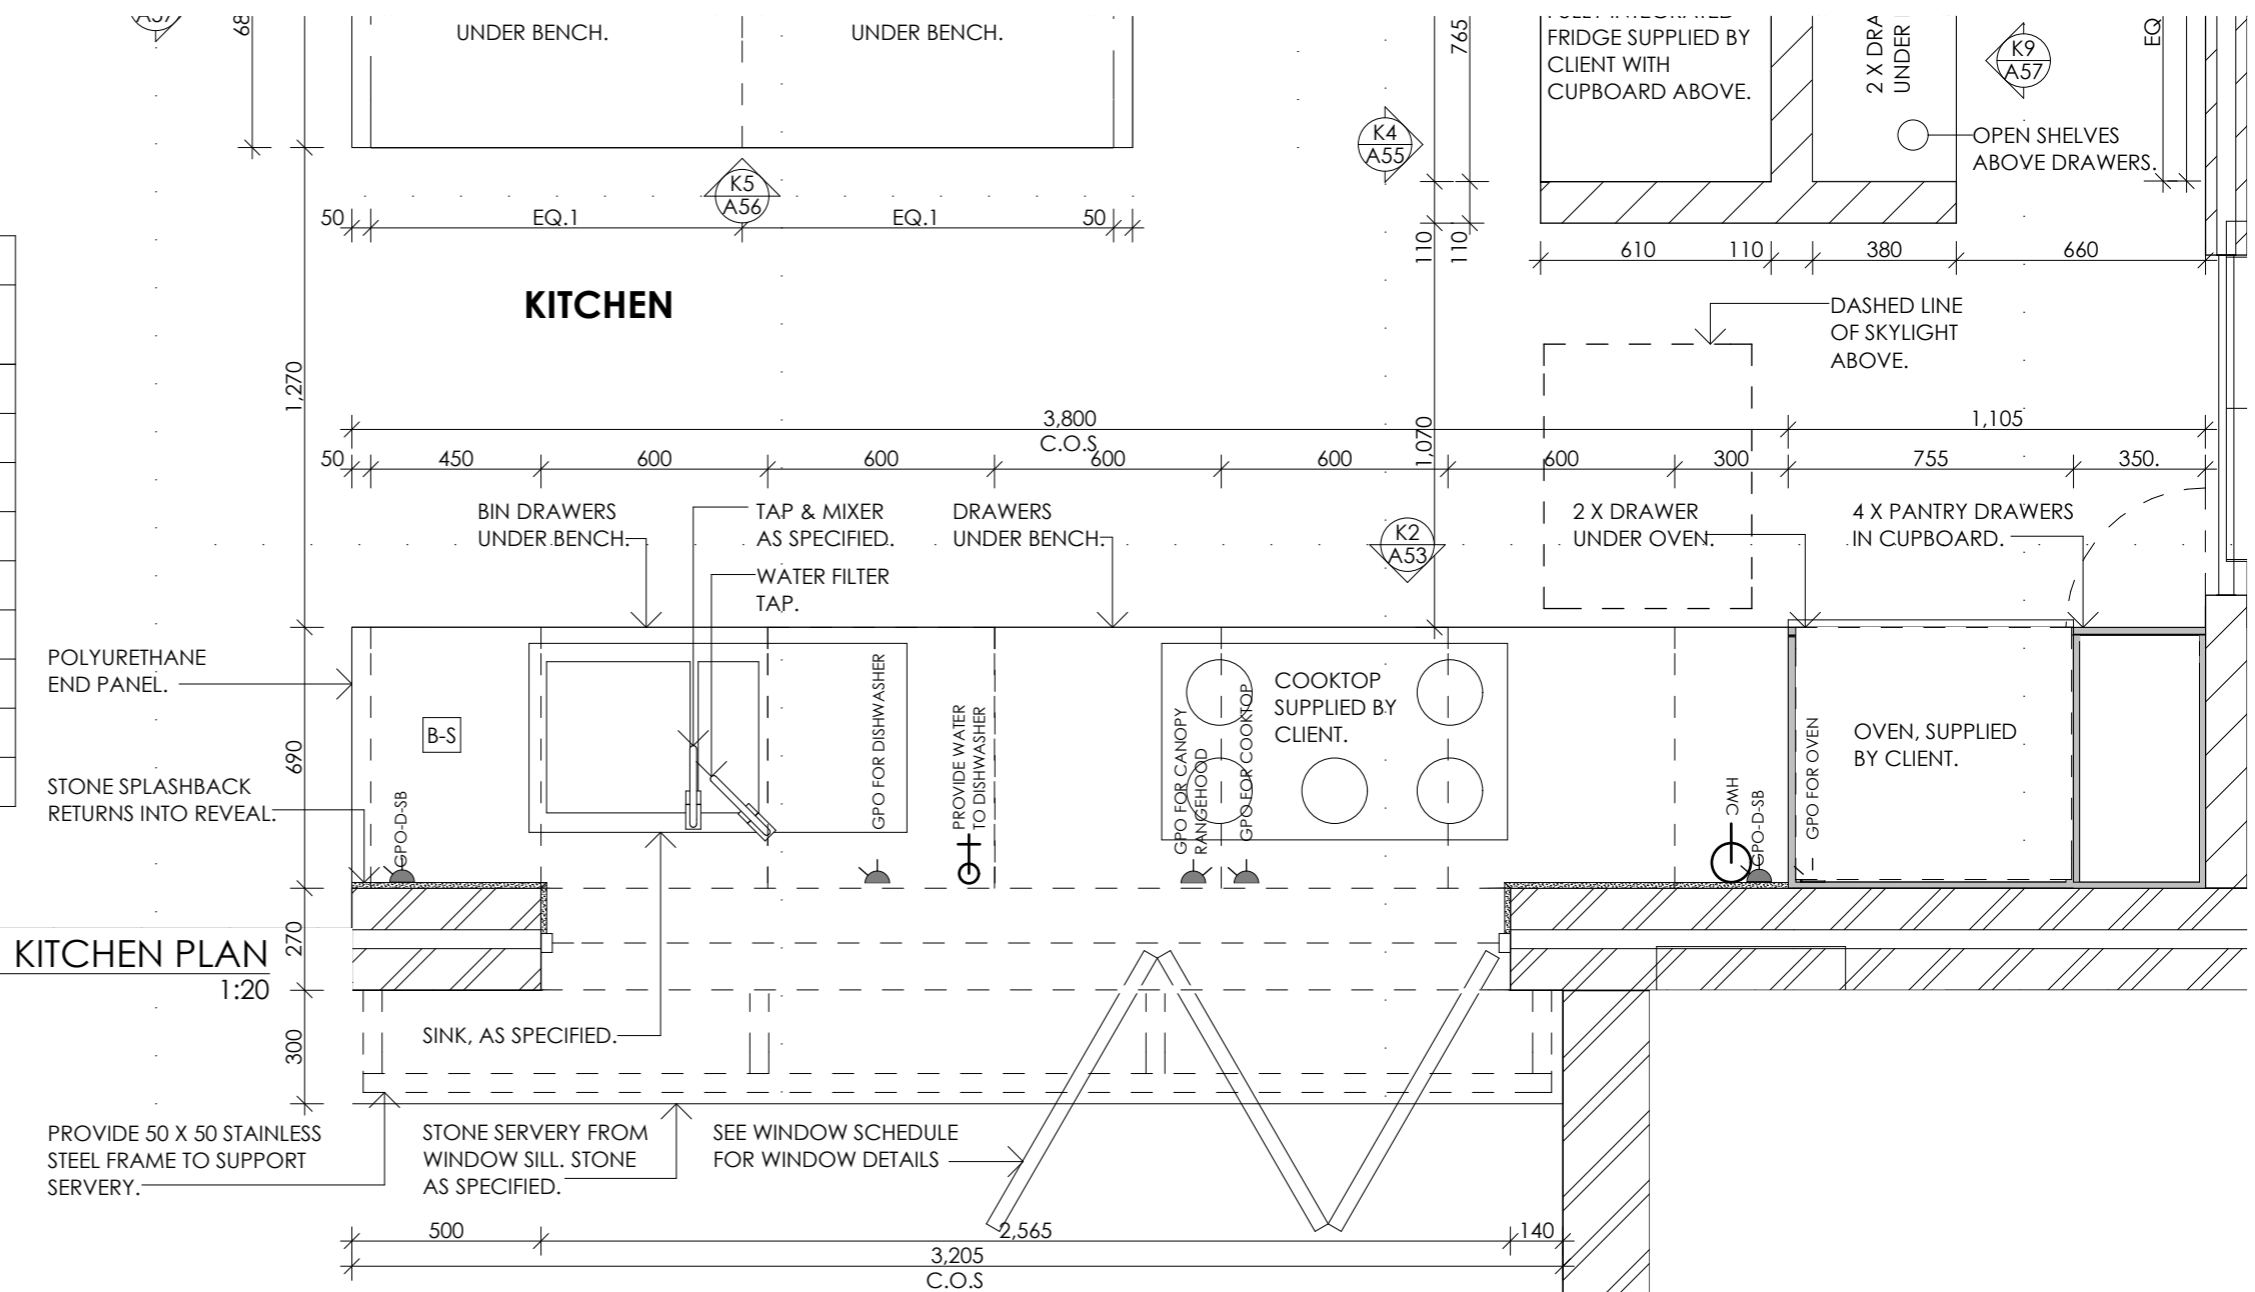 A57
68
UNDER BENCH.
UNDER BENCH.
765
FULLY INTEGRATED
FRIDGE SUPPLIED BY
CLIENT WITH
CUPBOARD ABOVE.
2 X DRA
UNDER
K9
A57
EQ
K4
A55
OPEN SHELVES
ABOVE DRAWERS.
K5
A56
50
EQ.1
EQ.1
50
110
110
610
110
380
660
KITCHEN
DASHED LINE
OF SKYLIGHT
ABOVE.
1,270
3,800
C.O.S
1,070
1,105
50
450
600
600
600
600
600
300
755
350.
BIN DRAWERS
UNDER BENCH.
TAP & MIXER
AS SPECIFIED.
DRAWERS
UNDER BENCH.
K2
A53
2 X DRAWER
UNDER OVEN.
4 X PANTRY DRAWERS
IN CUPBOARD.
WATER FILTER
TAP.
POLYURETHANE
END PANEL.
690
B-S
GPO FOR DISHWASHER
PROVIDE WATER
TO DISHWASHER
GPO FOR CANOPY
RANGEHOOD
GPO FOR COOKTOP
COOKTOP
SUPPLIED BY
CLIENT.
GPO FOR OVEN
OVEN, SUPPLIED
BY CLIENT.
STONE SPLASHBACK
RETURNS INTO REVEAL.
GPO-D-SB
CMH
GPO-D-SB
KITCHEN PLAN
1:20
270
300
SINK, AS SPECIFIED.
PROVIDE 50 X 50 STAINLESS
STEEL FRAME TO SUPPORT
SERVERY.
STONE SERVERY FROM
WINDOW SILL. STONE
AS SPECIFIED.
SEE WINDOW SCHEDULE
FOR WINDOW DETAILS
500
2,565
140
3,205
C.O.S